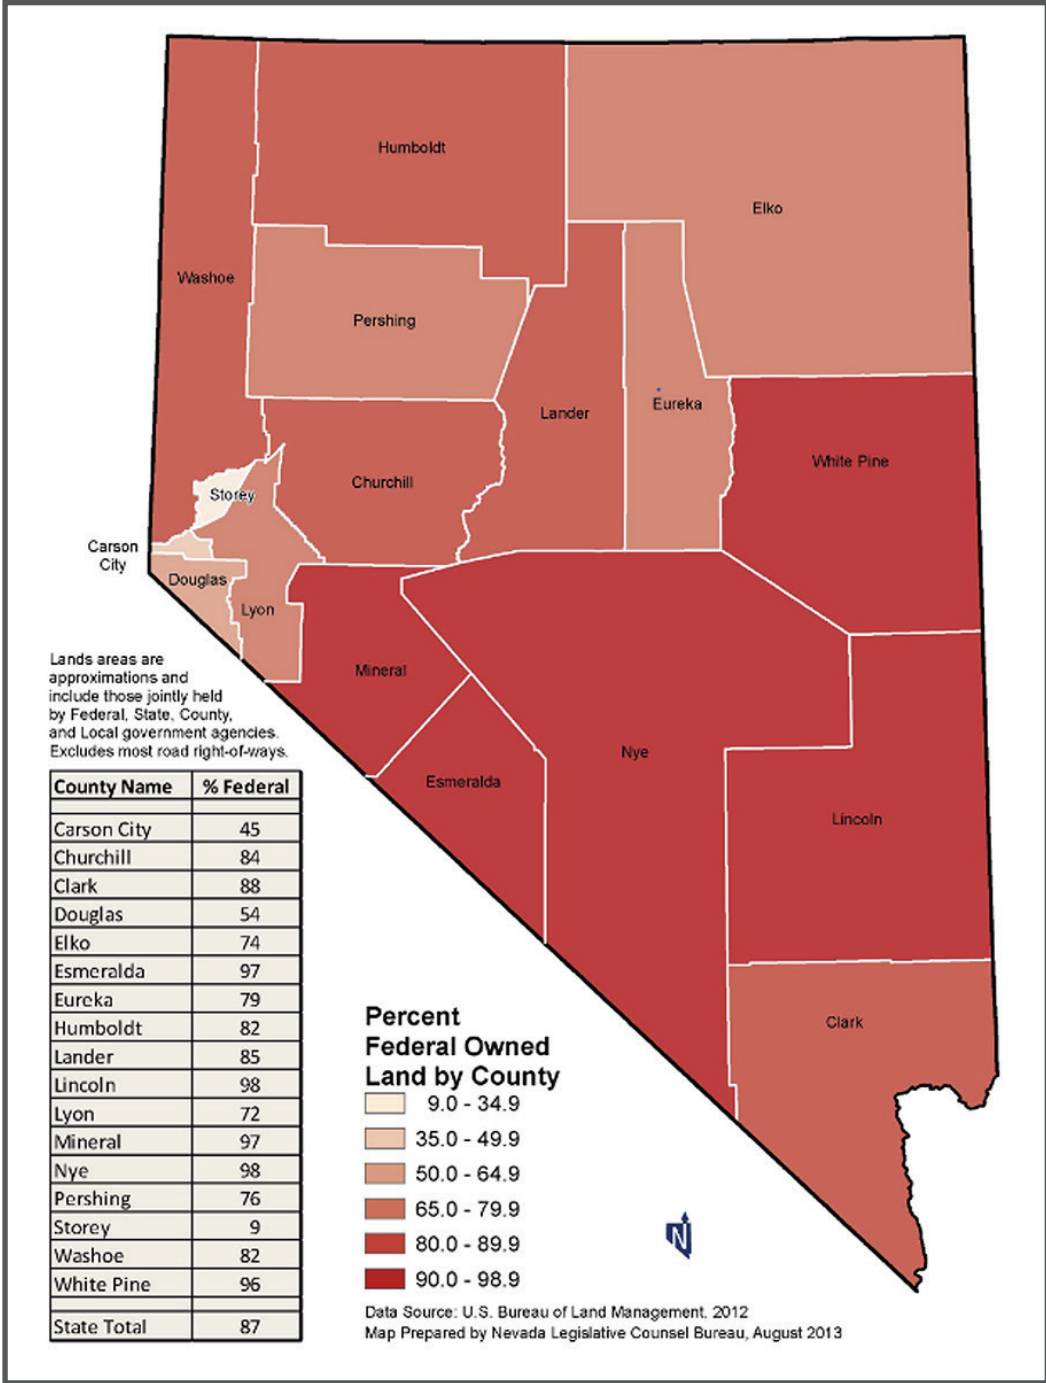 Humboldt
Elko
Washoe
Pershing
Lander
Eureka
White Pine
Churchill
Storey
Carson
City
Douglas
Lyon
Mineral
Nye
Esmeralda
Lincoln
Clark
Lands areas are
approximations and
include those jointly held
by Federal, State, County,
and Local government agencies.
Excludes most road right-of-ways.
County Name % Federal
Carson City 45
Churchill 84
Clark 88
Douglas 54
Elko 74
Esmeralda 97
Eureka 79
Humboldt 82
Lander 85
Lincoln 98
Lyon 72
Mineral 97
Nye 98
Pershing 76
Storey 9
Washoe 82
White Pine 96
State Total 87
Percent
Federal Owned
Land by County
9.0 - 34.9
35.0 - 49.9
50.0 - 64.9
65.0 - 79.9
80.0 - 89.9
90.0 - 98.9
N
Data Source: U.S. Bureau of Land Management, 2012
Map Prepared by Nevada Legislative Counsel Bureau, August 2013